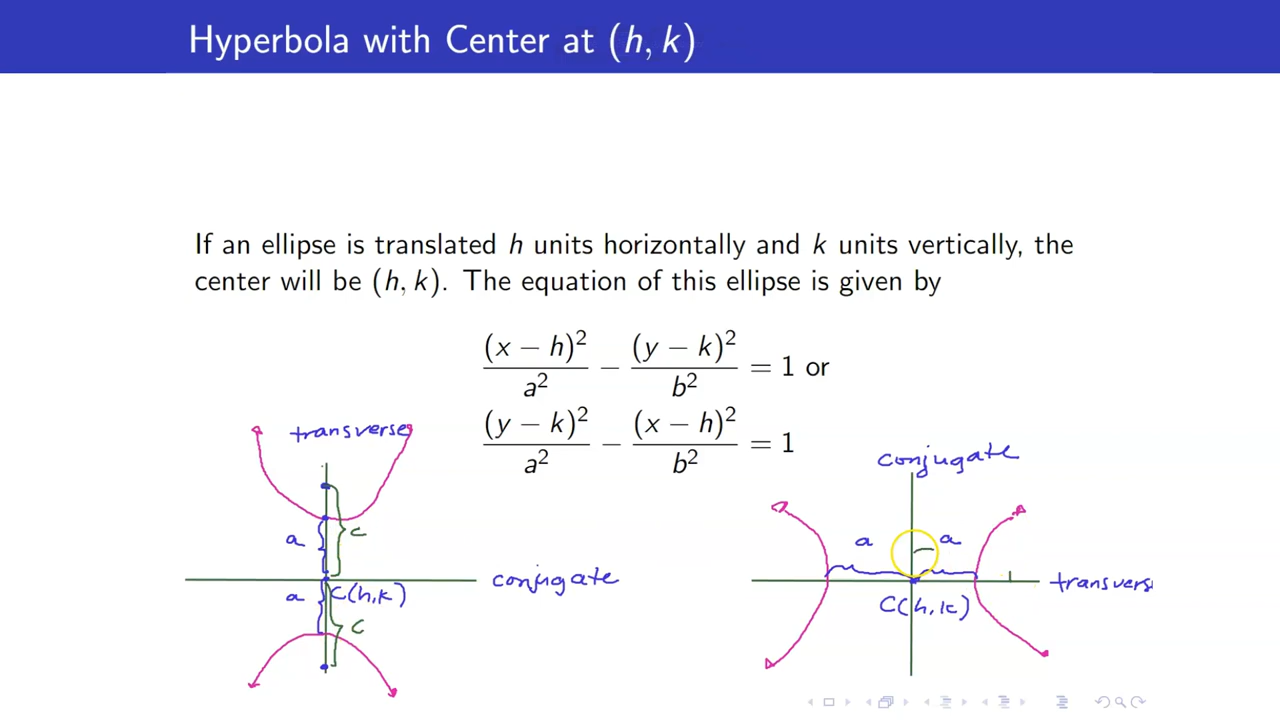 Hyperbola with Center at (h, k)
If an ellipse is translated h units horizontally and k units vertically, the
center will be (h, k). The equation of this ellipse is given by
(x − h)² / a² − (y − k)² / b² = 1 or
(y − k)² / a² − (x − h)² / b² = 1
transverse
a
c
C(h,k)
a
c
conjugate
conjugate
a
a
C(h,k)
transvers